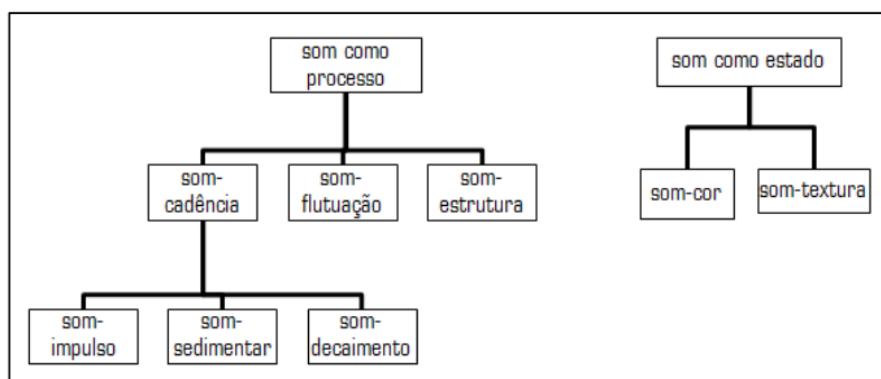 som como
processo
som como estado
som-
cadência
som-
flutuação
som-
estrutura
som-cor
som-textura
som-
impulso
som-
sedimentar
som-
decaimento